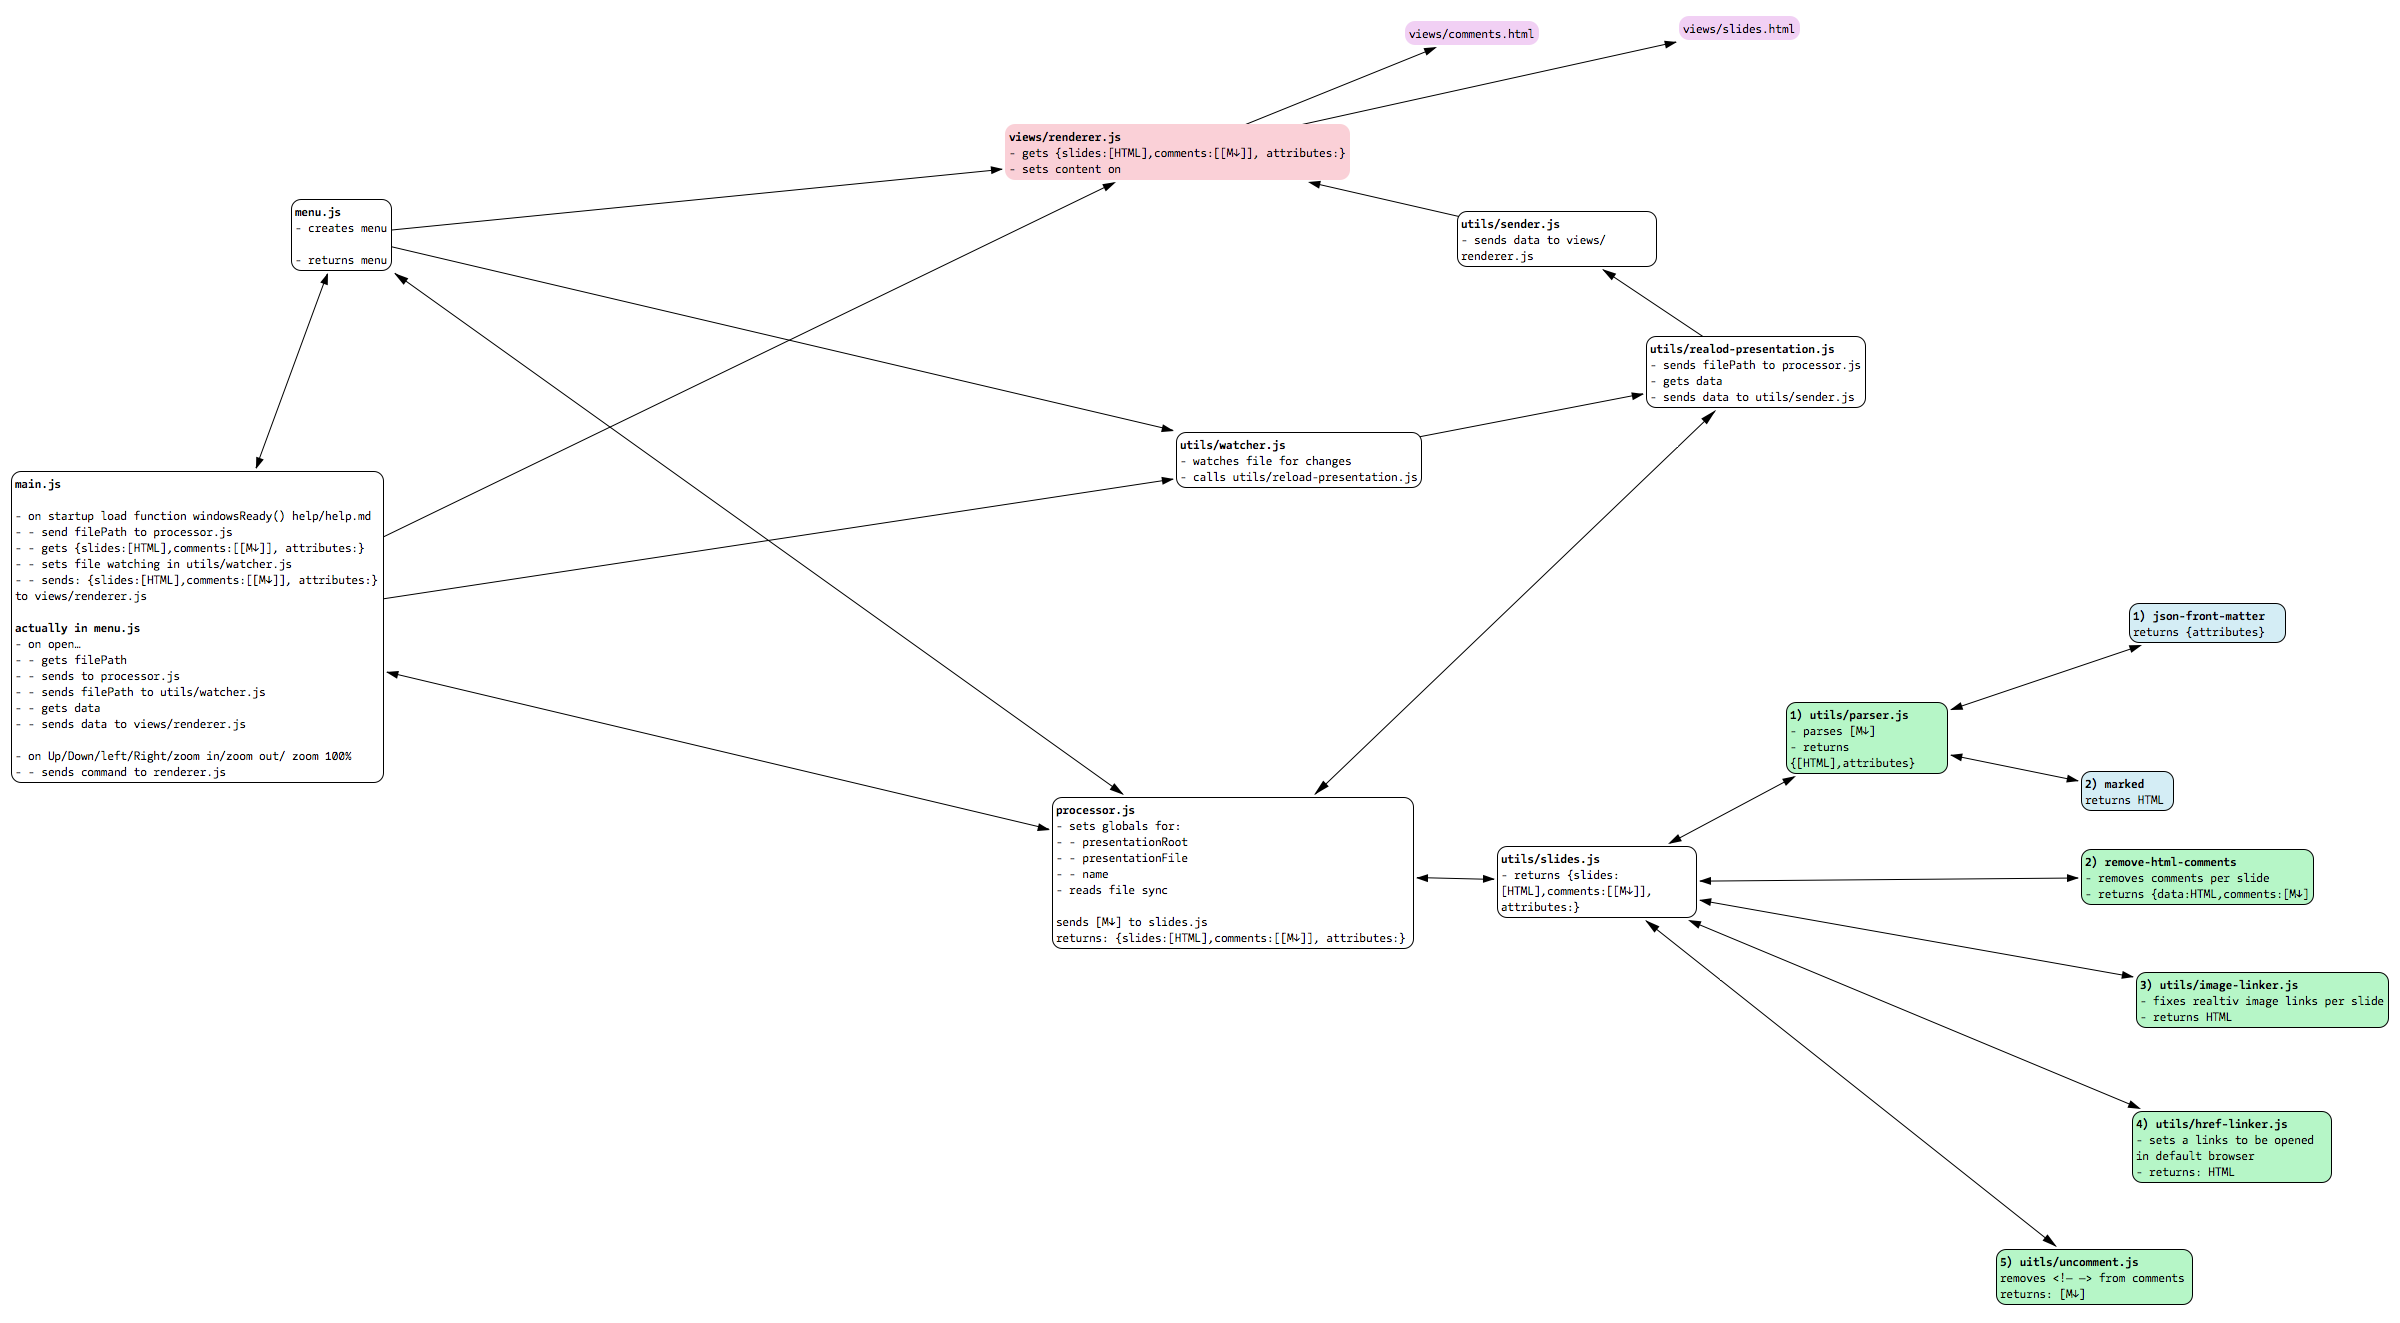 views/comments.html
views/slides.html
views/renderer.js
- gets {slides:[HTML],comments:[[M↓]], attributes:}
- sets content on
menu.js
- creates menu
- returns menu
utils/sender.js
- sends data to views/
renderer.js
utils/realod-presentation.js
- sends filePath to processor.js
- gets data
- sends data to utils/sender.js
utils/watcher.js
- watches file for changes
- calls utils/reload-presentation.js
main.js
- on startup load function windowsReady() help/help.md
- - send filePath to processor.js
- - gets {slides:[HTML],comments:[[M↓]], attributes:}
- - sets file watching in utils/watcher.js
- - sends: {slides:[HTML],comments:[[M↓]], attributes:}
to views/renderer.js
actually in menu.js
- on open…
- - gets filePath
- - sends to processor.js
- - sends filePath to utils/watcher.js
- - gets data
- - sends data to views/renderer.js
- on Up/Down/left/Right/zoom in/zoom out/ zoom 100%
- - sends command to renderer.js
1) json-front-matter
returns {attributes}
1) utils/parser.js
- parses [M↓]
- returns
{[HTML],attributes}
2) marked
returns HTML
processor.js
- sets globals for:
- - presentationRoot
- - presentationFile
- - name
- reads file sync
sends [M↓] to slides.js
returns: {slides:[HTML],comments:[[M↓]], attributes:}
utils/slides.js
- returns {slides:
[HTML],comments:[[M↓]],
attributes:}
2) remove-html-comments
- removes comments per slide
- returns {data:HTML,comments:[M↓]
3) utils/image-linker.js
- fixes realtiv image links per slide
- returns HTML
4) utils/href-linker.js
- sets a links to be opened
in default browser
- returns: HTML
5) uitls/uncomment.js
removes <!— —> from comments
returns: [M↓]